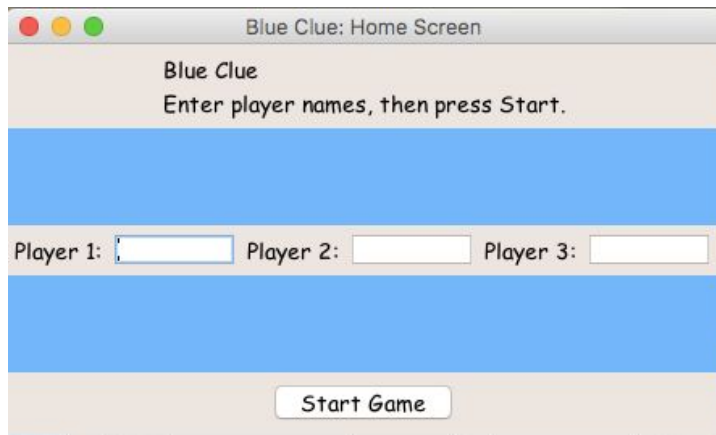 Blue Clue: Home Screen
Blue Clue
Enter player names, then press Start.
Player 1: Player 2: Player 3:
Start Game